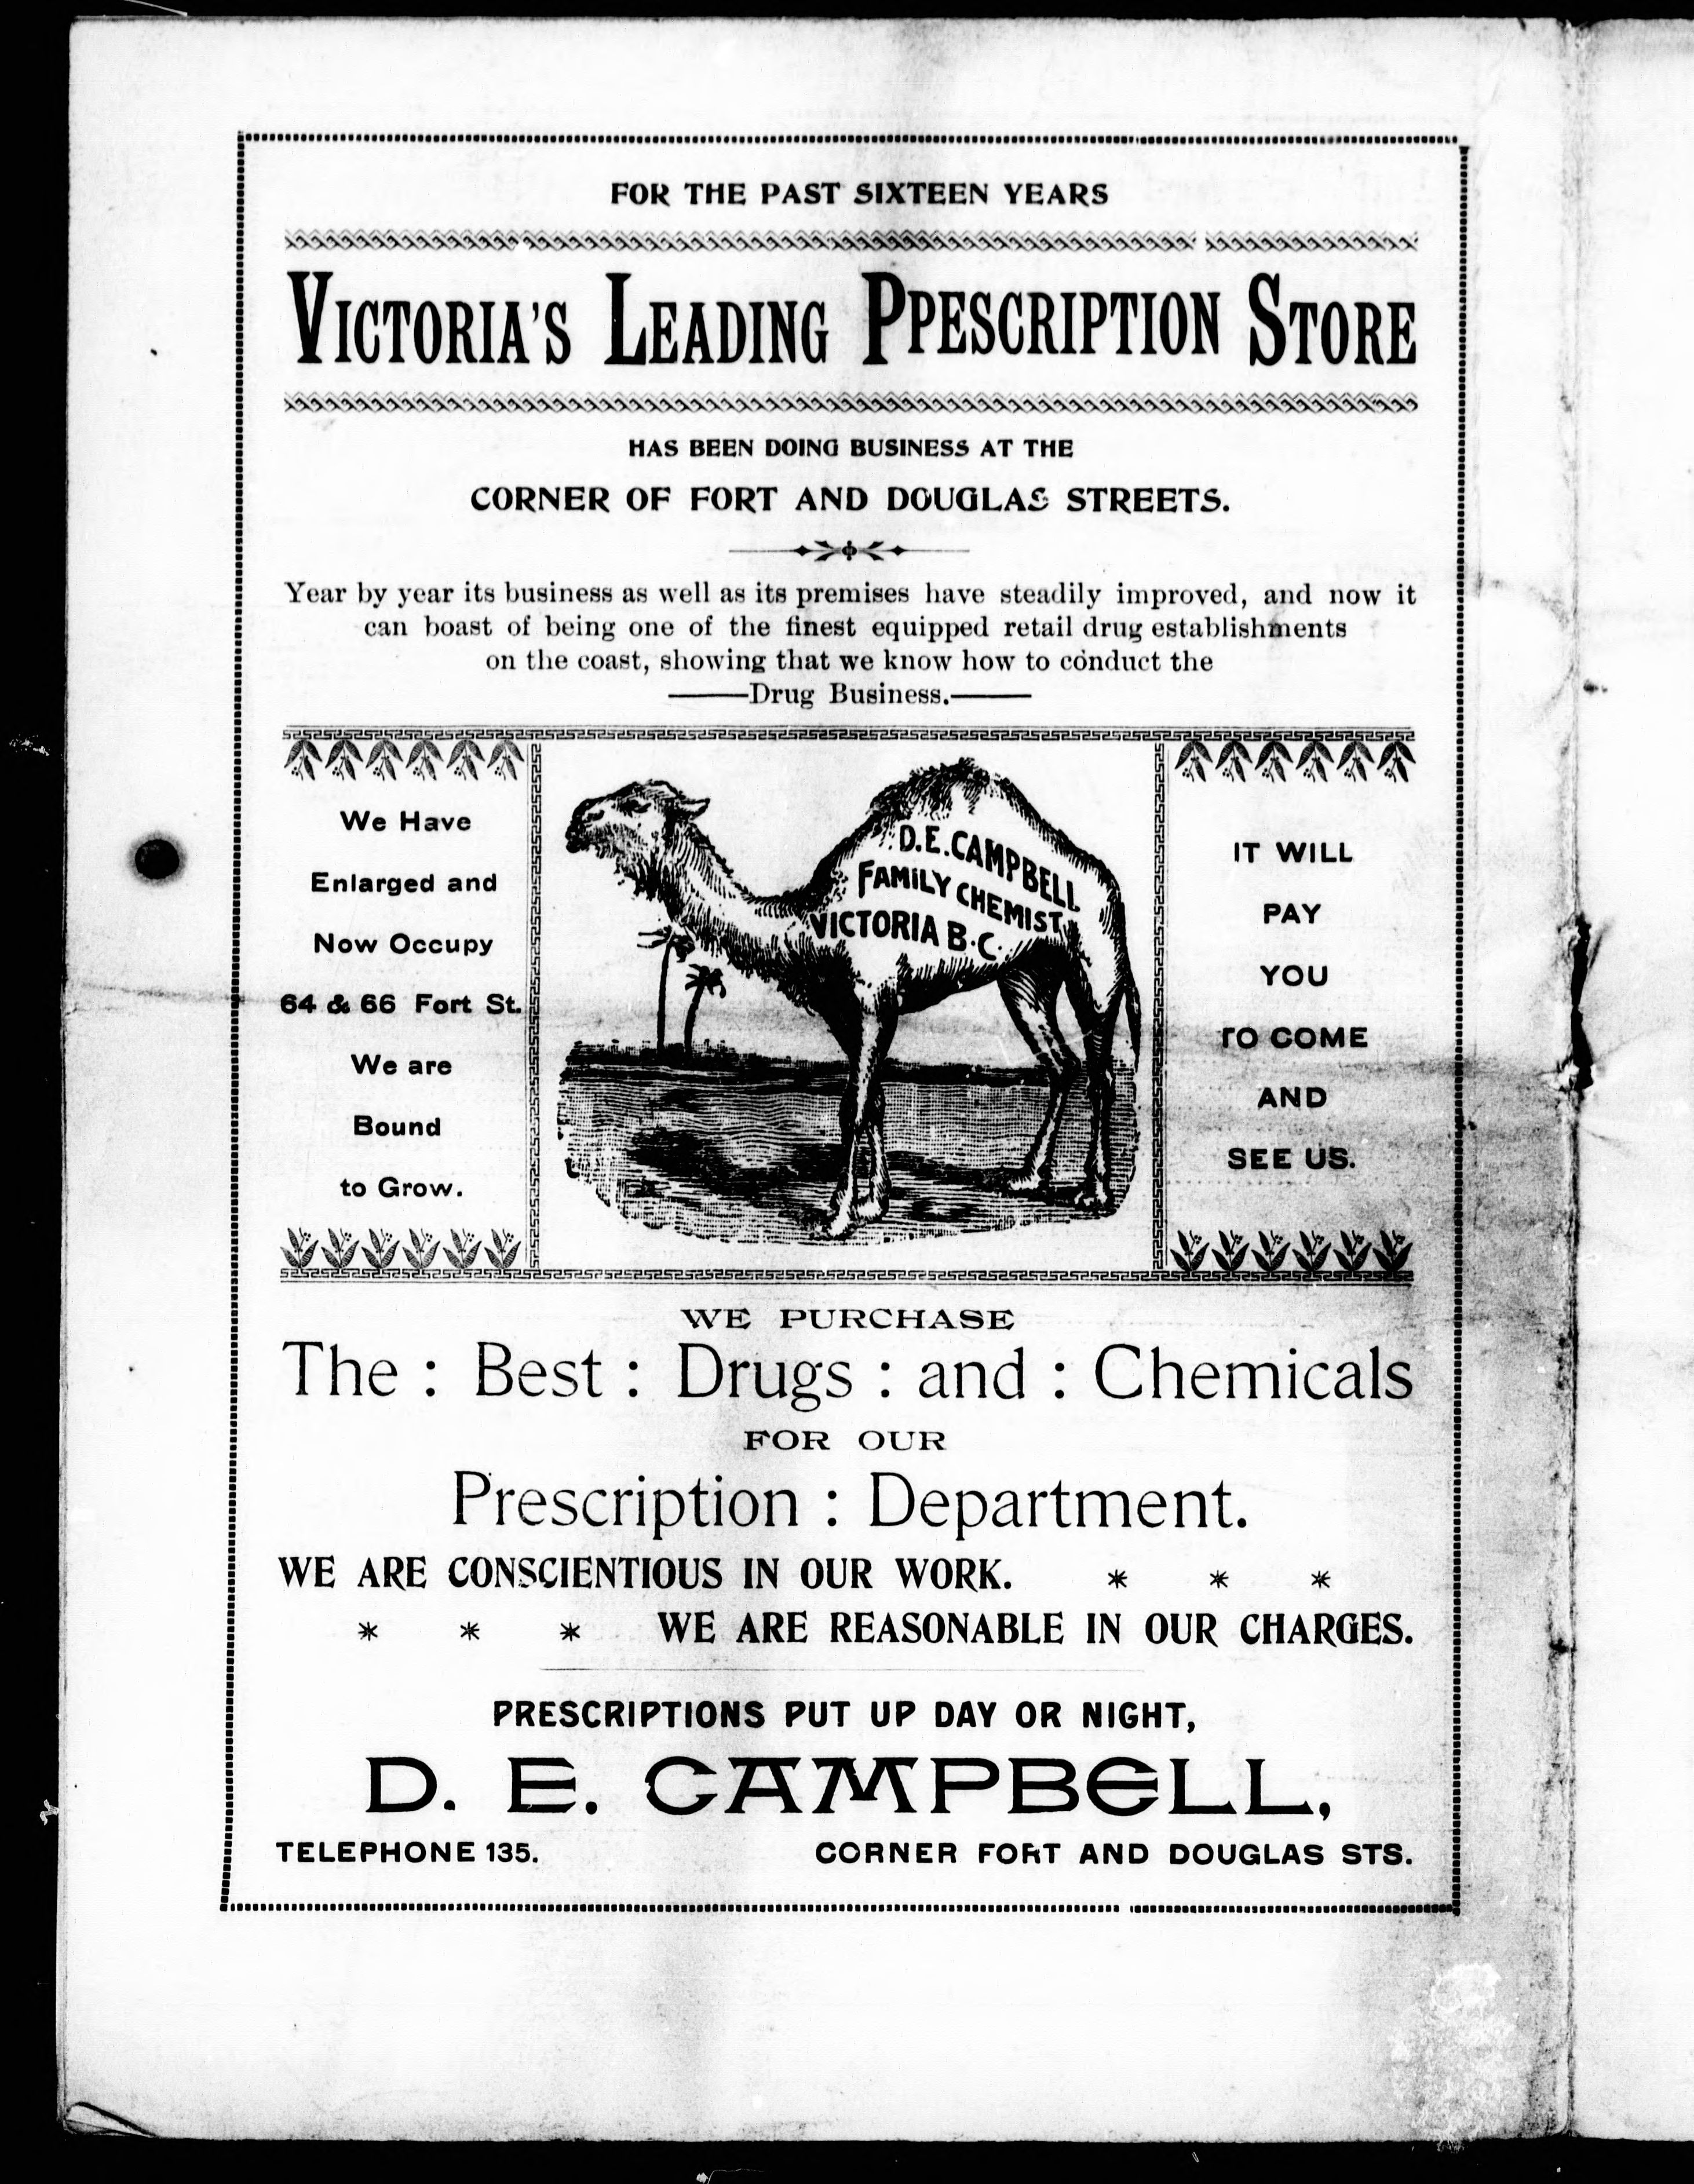 FOR THE PAST SIXTEEN YEARS
VICTORIA'S LEADING PPESCRIPTION STORE
HAS BEEN DOING BUSINESS AT THE
CORNER OF FORT AND DOUGLAS STREETS.
Year by year its business as well as its premises have steadily improved, and now it
can boast of being one of the finest equipped retail drug establishments
on the coast, showing that we know how to conduct the
Drug Business.
We Have
Enlarged and
Now Occupy
64 & 66 Fort St.
We are
Bound
to Grow.
D.E. CAMPBELL
FAMILY CHEMIST
VICTORIA B.C.
IT WILL
PAY
YOU
TO COME
AND
SEE US.
WE PURCHASE
The : Best : Drugs : and : Chemicals
FOR OUR
Prescription : Department.
WE ARE CONSCIENTIOUS IN OUR WORK. * * *
* * * WE ARE REASONABLE IN OUR CHARGES.
PRESCRIPTIONS PUT UP DAY OR NIGHT,
D. E. CAMPBELL,
TELEPHONE 135. CORNER FORT AND DOUGLAS STS.